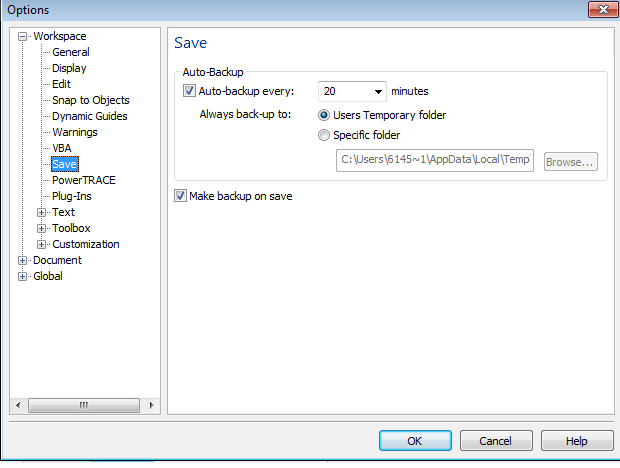 Options
Workspace
General
Display
Edit
Snap to Objects
Dynamic Guides
Warnings
VBA
Save
PowerTRACE
Plug-Ins
Text
Toolbox
Customization
Document
Global
Save
Auto-Backup
Auto-backup every: 20 minutes
Always back-up to: Users Temporary folder
Specific folder
C:\Users\6145~1\AppData\Local\Temp Browse...
Make backup on save
OK Cancel Help